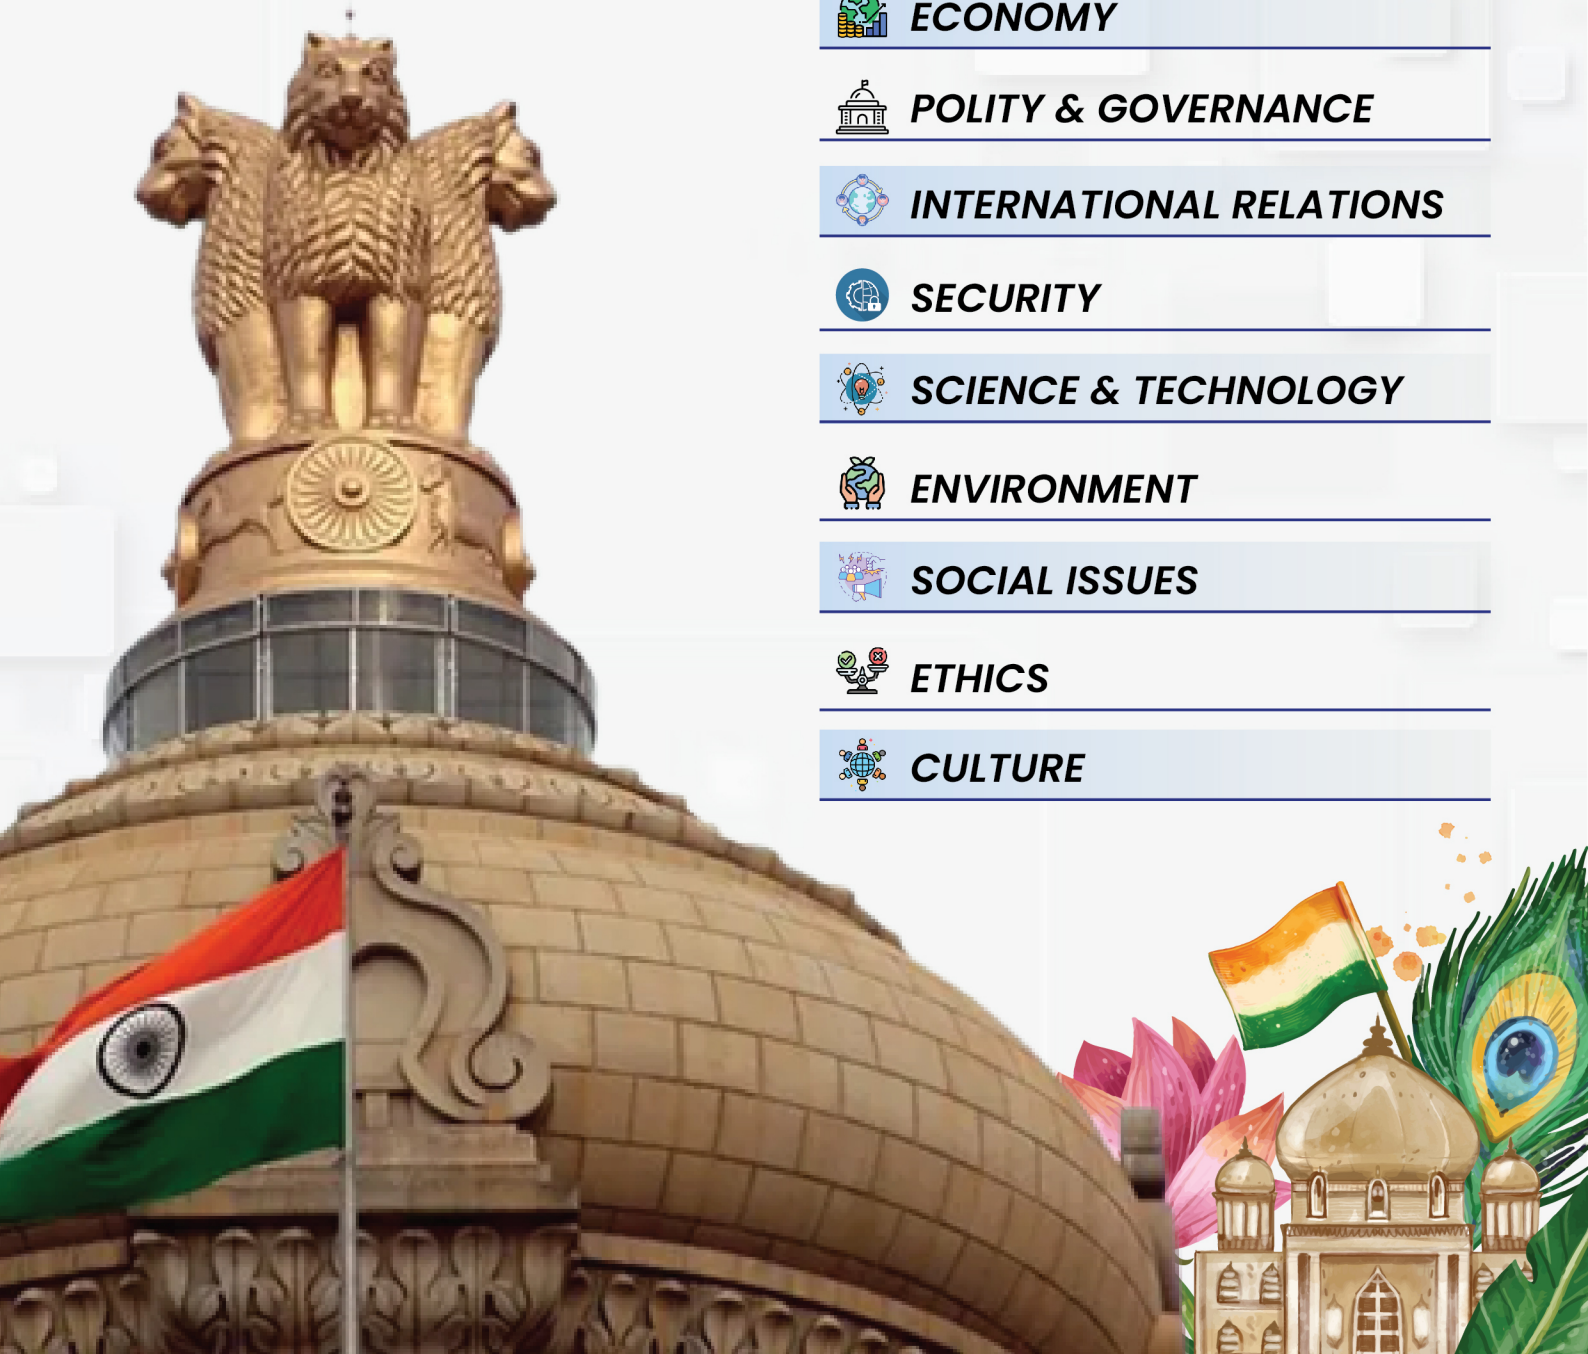 ECONOMY
POLITY & GOVERNANCE
INTERNATIONAL RELATIONS
SECURITY
SCIENCE & TECHNOLOGY
ENVIRONMENT
SOCIAL ISSUES
ETHICS
CULTURE